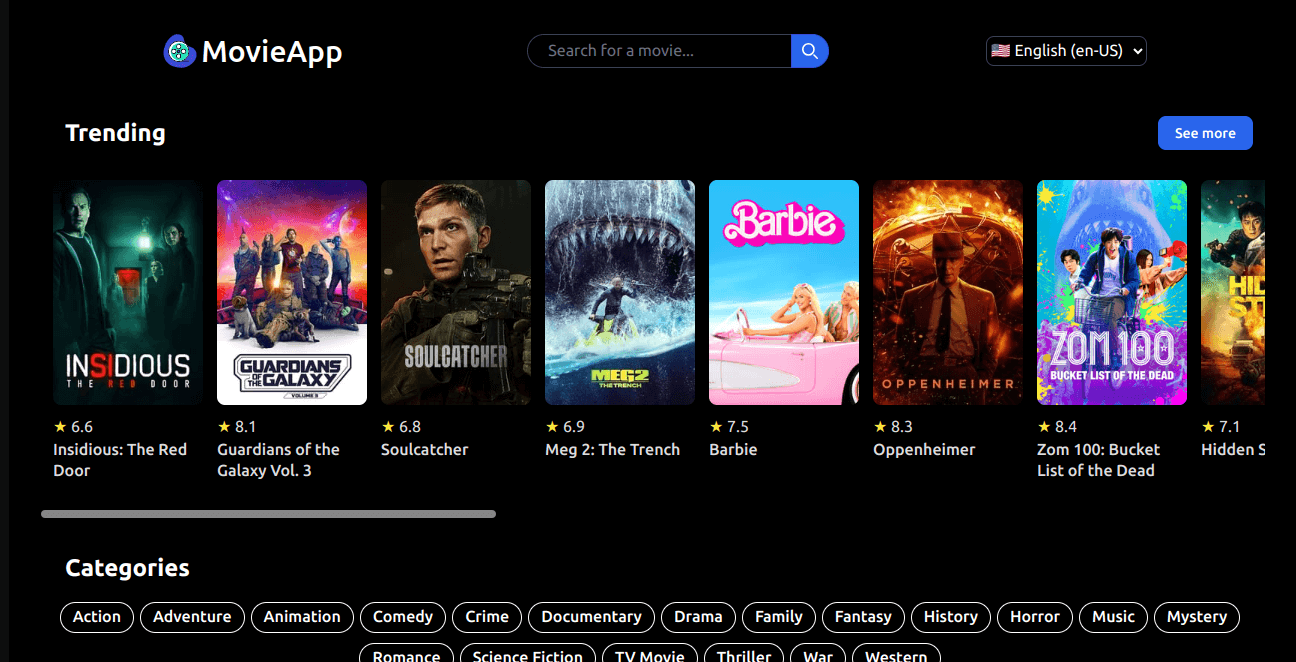 MovieApp
Search for a movie...
🇺🇸 English (en-US)
Trending
See more
INSIDIOUS
THE RED DOOR
GUARDIANS
OF THE
GALAXY
VOLUME 3
SOULCATCHER
MEG2
THE TRENCH
Barbie
OPPENHEIMER
ZOM 100
BUCKET LIST OF THE DEAD
HID
ST
★ 6.6
Insidious: The Red
Door
★ 8.1
Guardians of the
Galaxy Vol. 3
★ 6.8
Soulcatcher
★ 6.9
Meg 2: The Trench
★ 7.5
Barbie
★ 8.3
Oppenheimer
★ 8.4
Zom 100: Bucket
List of the Dead
★ 7.1
Hidden S
Categories
Action Adventure Animation Comedy Crime Documentary Drama Family Fantasy History Horror Music Mystery
Romance Science Fiction TV Movie Thriller War Western